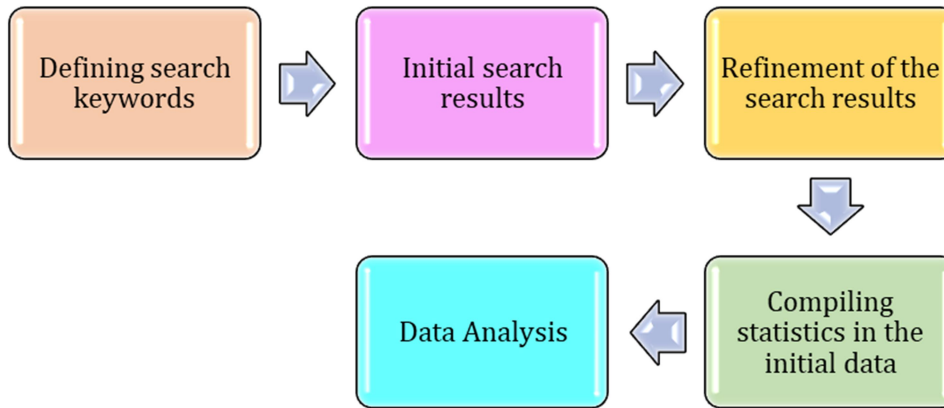 Defining search
keywords
Initial search
results
Refinement of the
search results
Compiling
statistics in the
initial data
Data Analysis